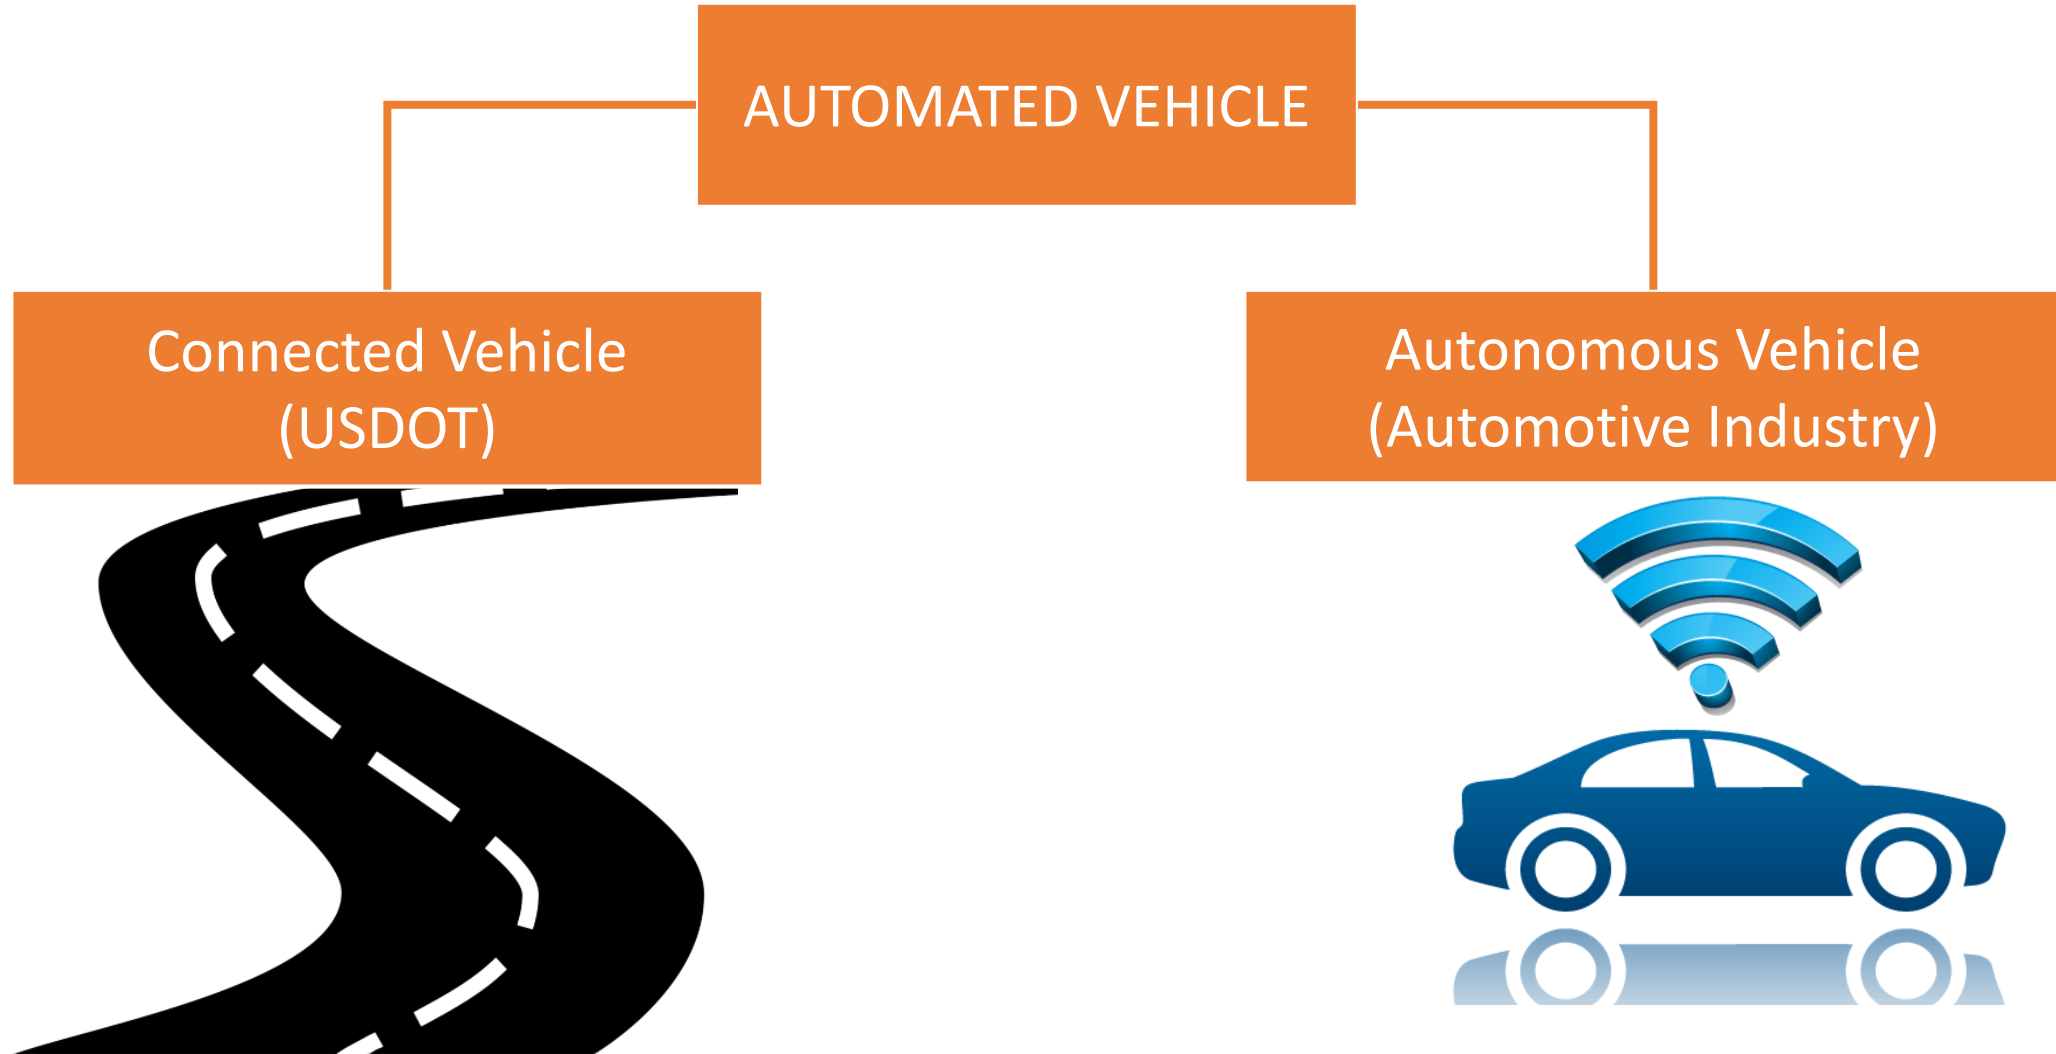 AUTOMATED VEHICLE
Connected Vehicle
(USDOT)
Autonomous Vehicle
(Automotive Industry)